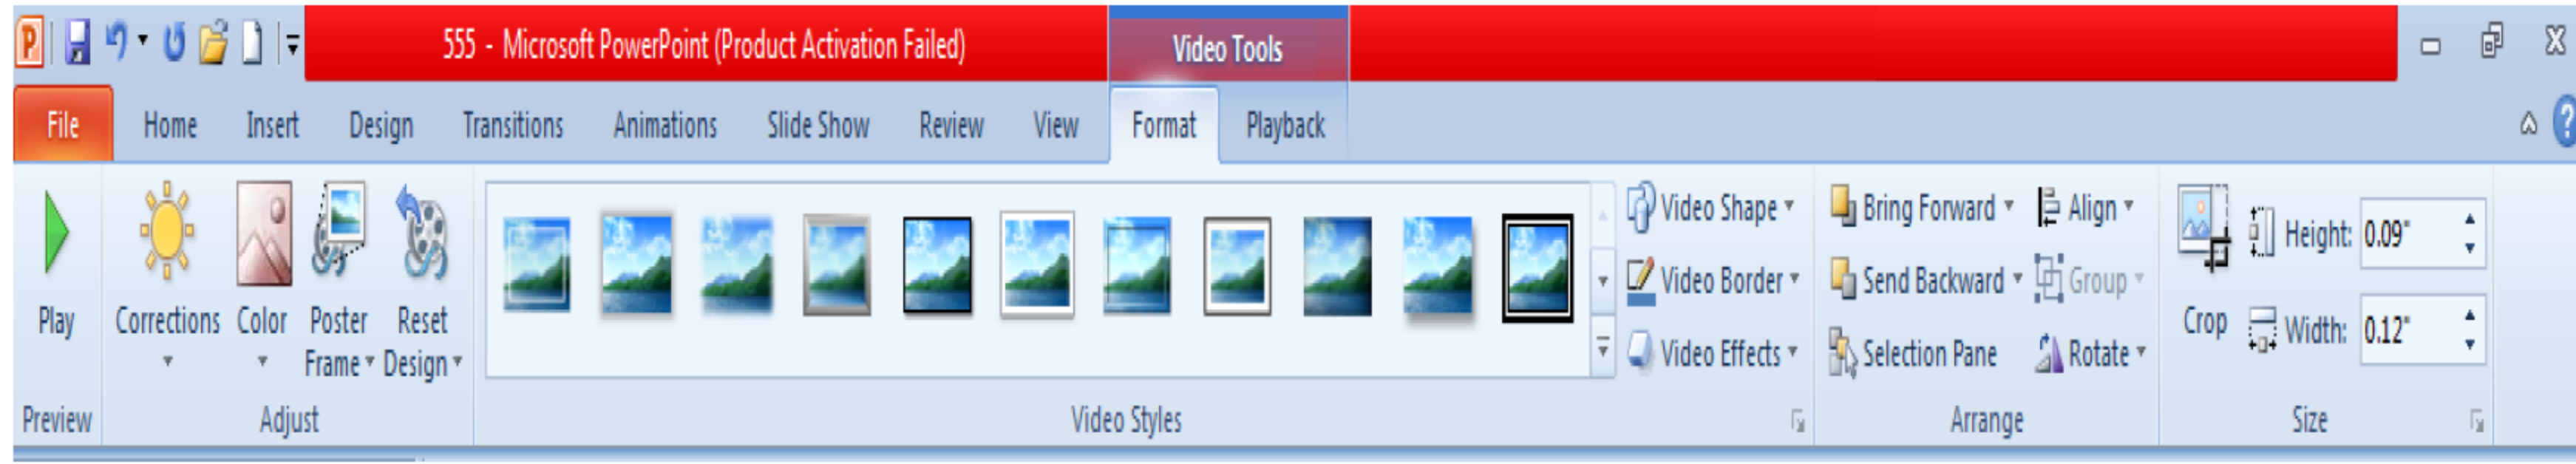 555 - Microsoft PowerPoint (Product Activation Failed)
Video Tools
File Home Insert Design Transitions Animations Slide Show Review View Format Playback
Play
Corrections
Color
Poster Frame
Reset Design
Video Shape
Video Border
Video Effects
Bring Forward
Send Backward
Selection Pane
Align
Group
Rotate
Crop
Height: 0.09"
Width: 0.12"
Preview Adjust Video Styles Arrange Size